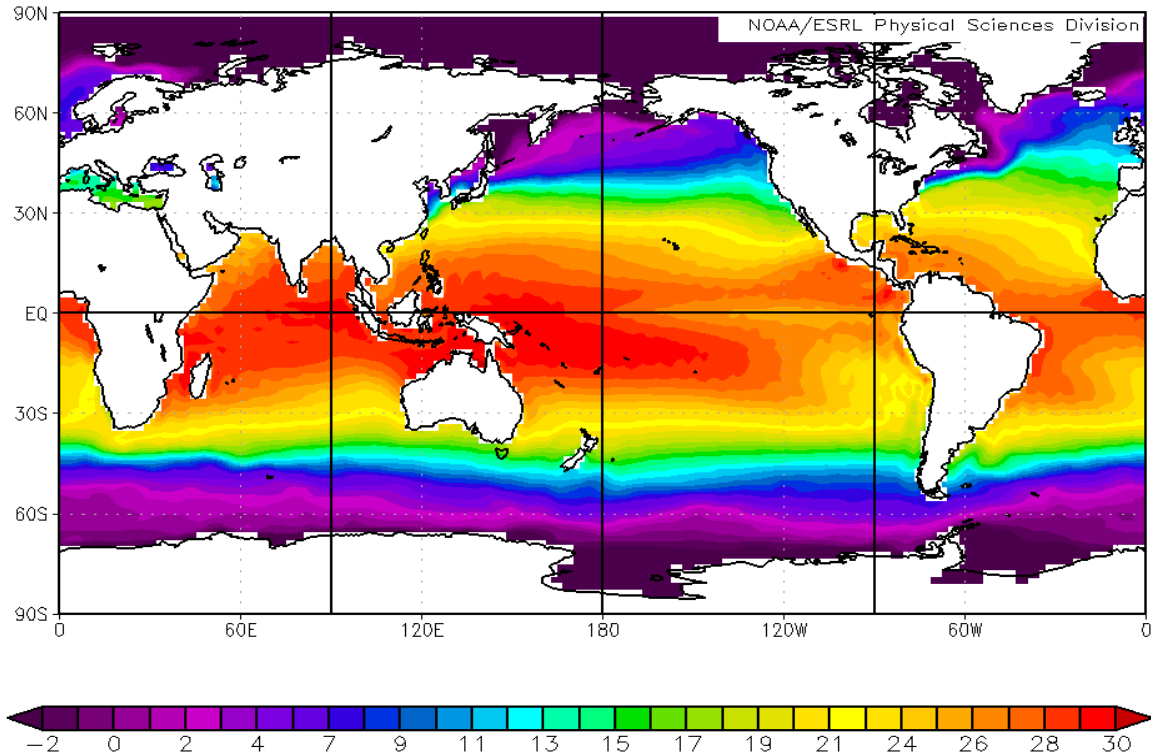 90N
NOAA/ESRL Physical Sciences Division
60N
30N
EQ
30S
60S
90S
0 60E 120E 180 120W 60W 0
−2 0 2 4 7 9 11 13 15 17 19 21 24 26 28 30